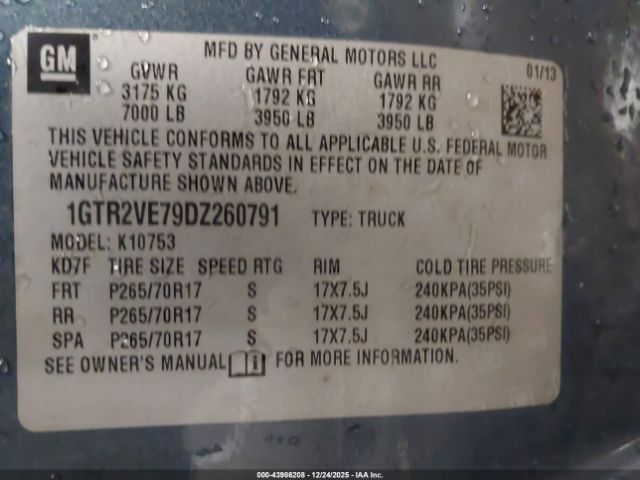 GM
MFD BY GENERAL MOTORS LLC
01/13
GVWR GAWR FRT GAWR RR
3175 KG 1792 KG 1792 KG
7000 LB 3950 LB 3950 LB
THIS VEHICLE CONFORMS TO ALL APPLICABLE U.S. FEDERAL MOTOR
VEHICLE SAFETY STANDARDS IN EFFECT ON THE DATE OF
MANUFACTURE SHOWN ABOVE.
1GTR2VE79DZ260791 TYPE: TRUCK
MODEL: K10753
KD7F TIRE SIZE SPEED RTG RIM COLD TIRE PRESSURE
FRT P265/70R17 S 17X7.5J 240KPA(35PSI)
RR P265/70R17 S 17X7.5J 240KPA(35PSI)
SPA P265/70R17 S 17X7.5J 240KPA(35PSI)
SEE OWNER'S MANUAL FOR MORE INFORMATION.
000-43986208 - 12/24/2025 - IAA Inc.